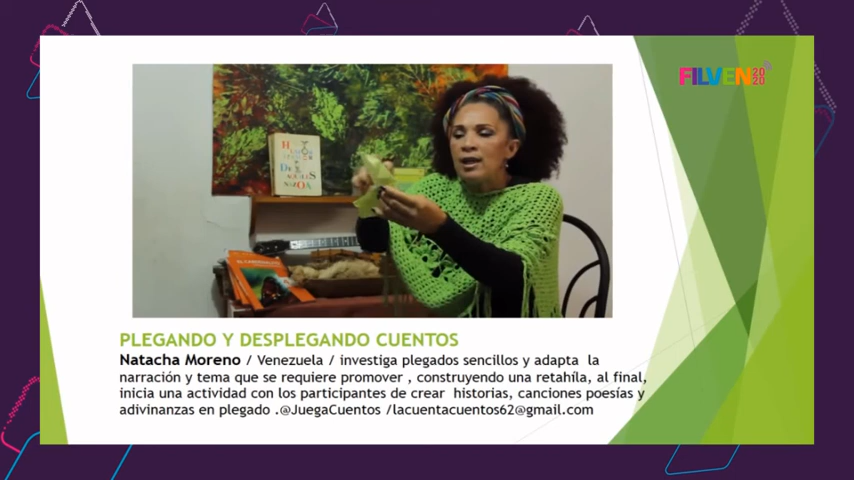 FILVEN 2020
PLEGANDO Y DESPLEGANDO CUENTOS
Natacha Moreno / Venezuela / investiga plegados sencillos y adapta la
narración y tema que se requiere promover , construyendo una retahíla, al final,
inicia una actividad con los participantes de crear historias, canciones poesías y
adivinanzas en plegado .@JuegaCuentos /lacuentacuentos62@gmail.com